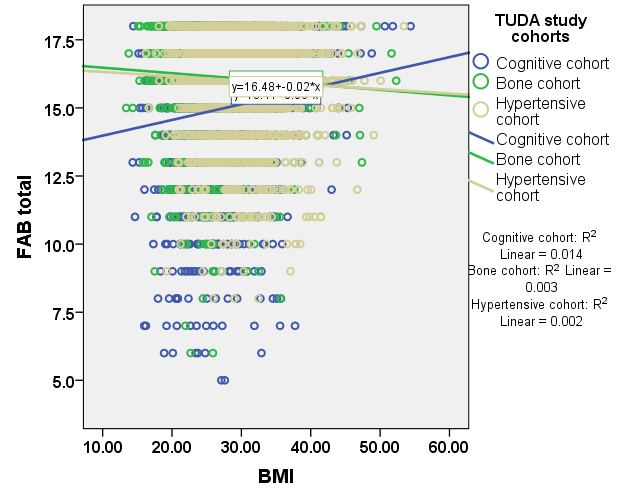 TUDA study
cohorts
Cognitive cohort
Bone cohort
Hypertensive
cohort
Cognitive cohort
Bone cohort
Hypertensive
cohort
Cognitive cohort: R²
Linear = 0.014
Bone cohort: R² Linear =
0.003
Hypertensive cohort: R²
Linear = 0.002
FAB total
17.5
15.0
12.5
10.0
7.5
5.0
y=16.48+-0.02*x
10.00 20.00 30.00 40.00 50.00 60.00
BMI